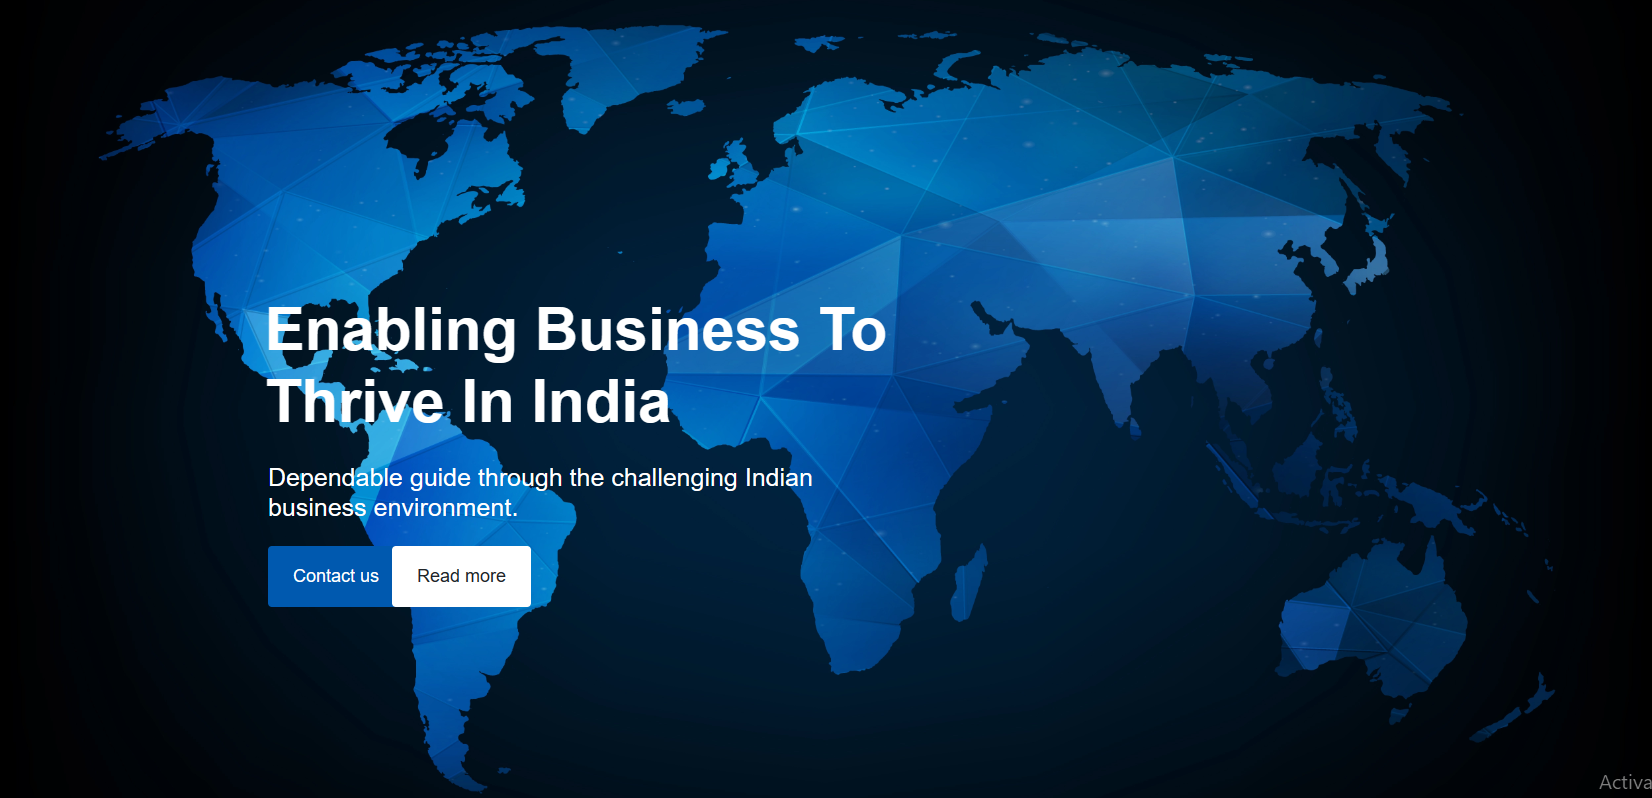 Enabling Business To
Thrive In India
Dependable guide through the challenging Indian
business environment.
Contact us
Read more
Activa